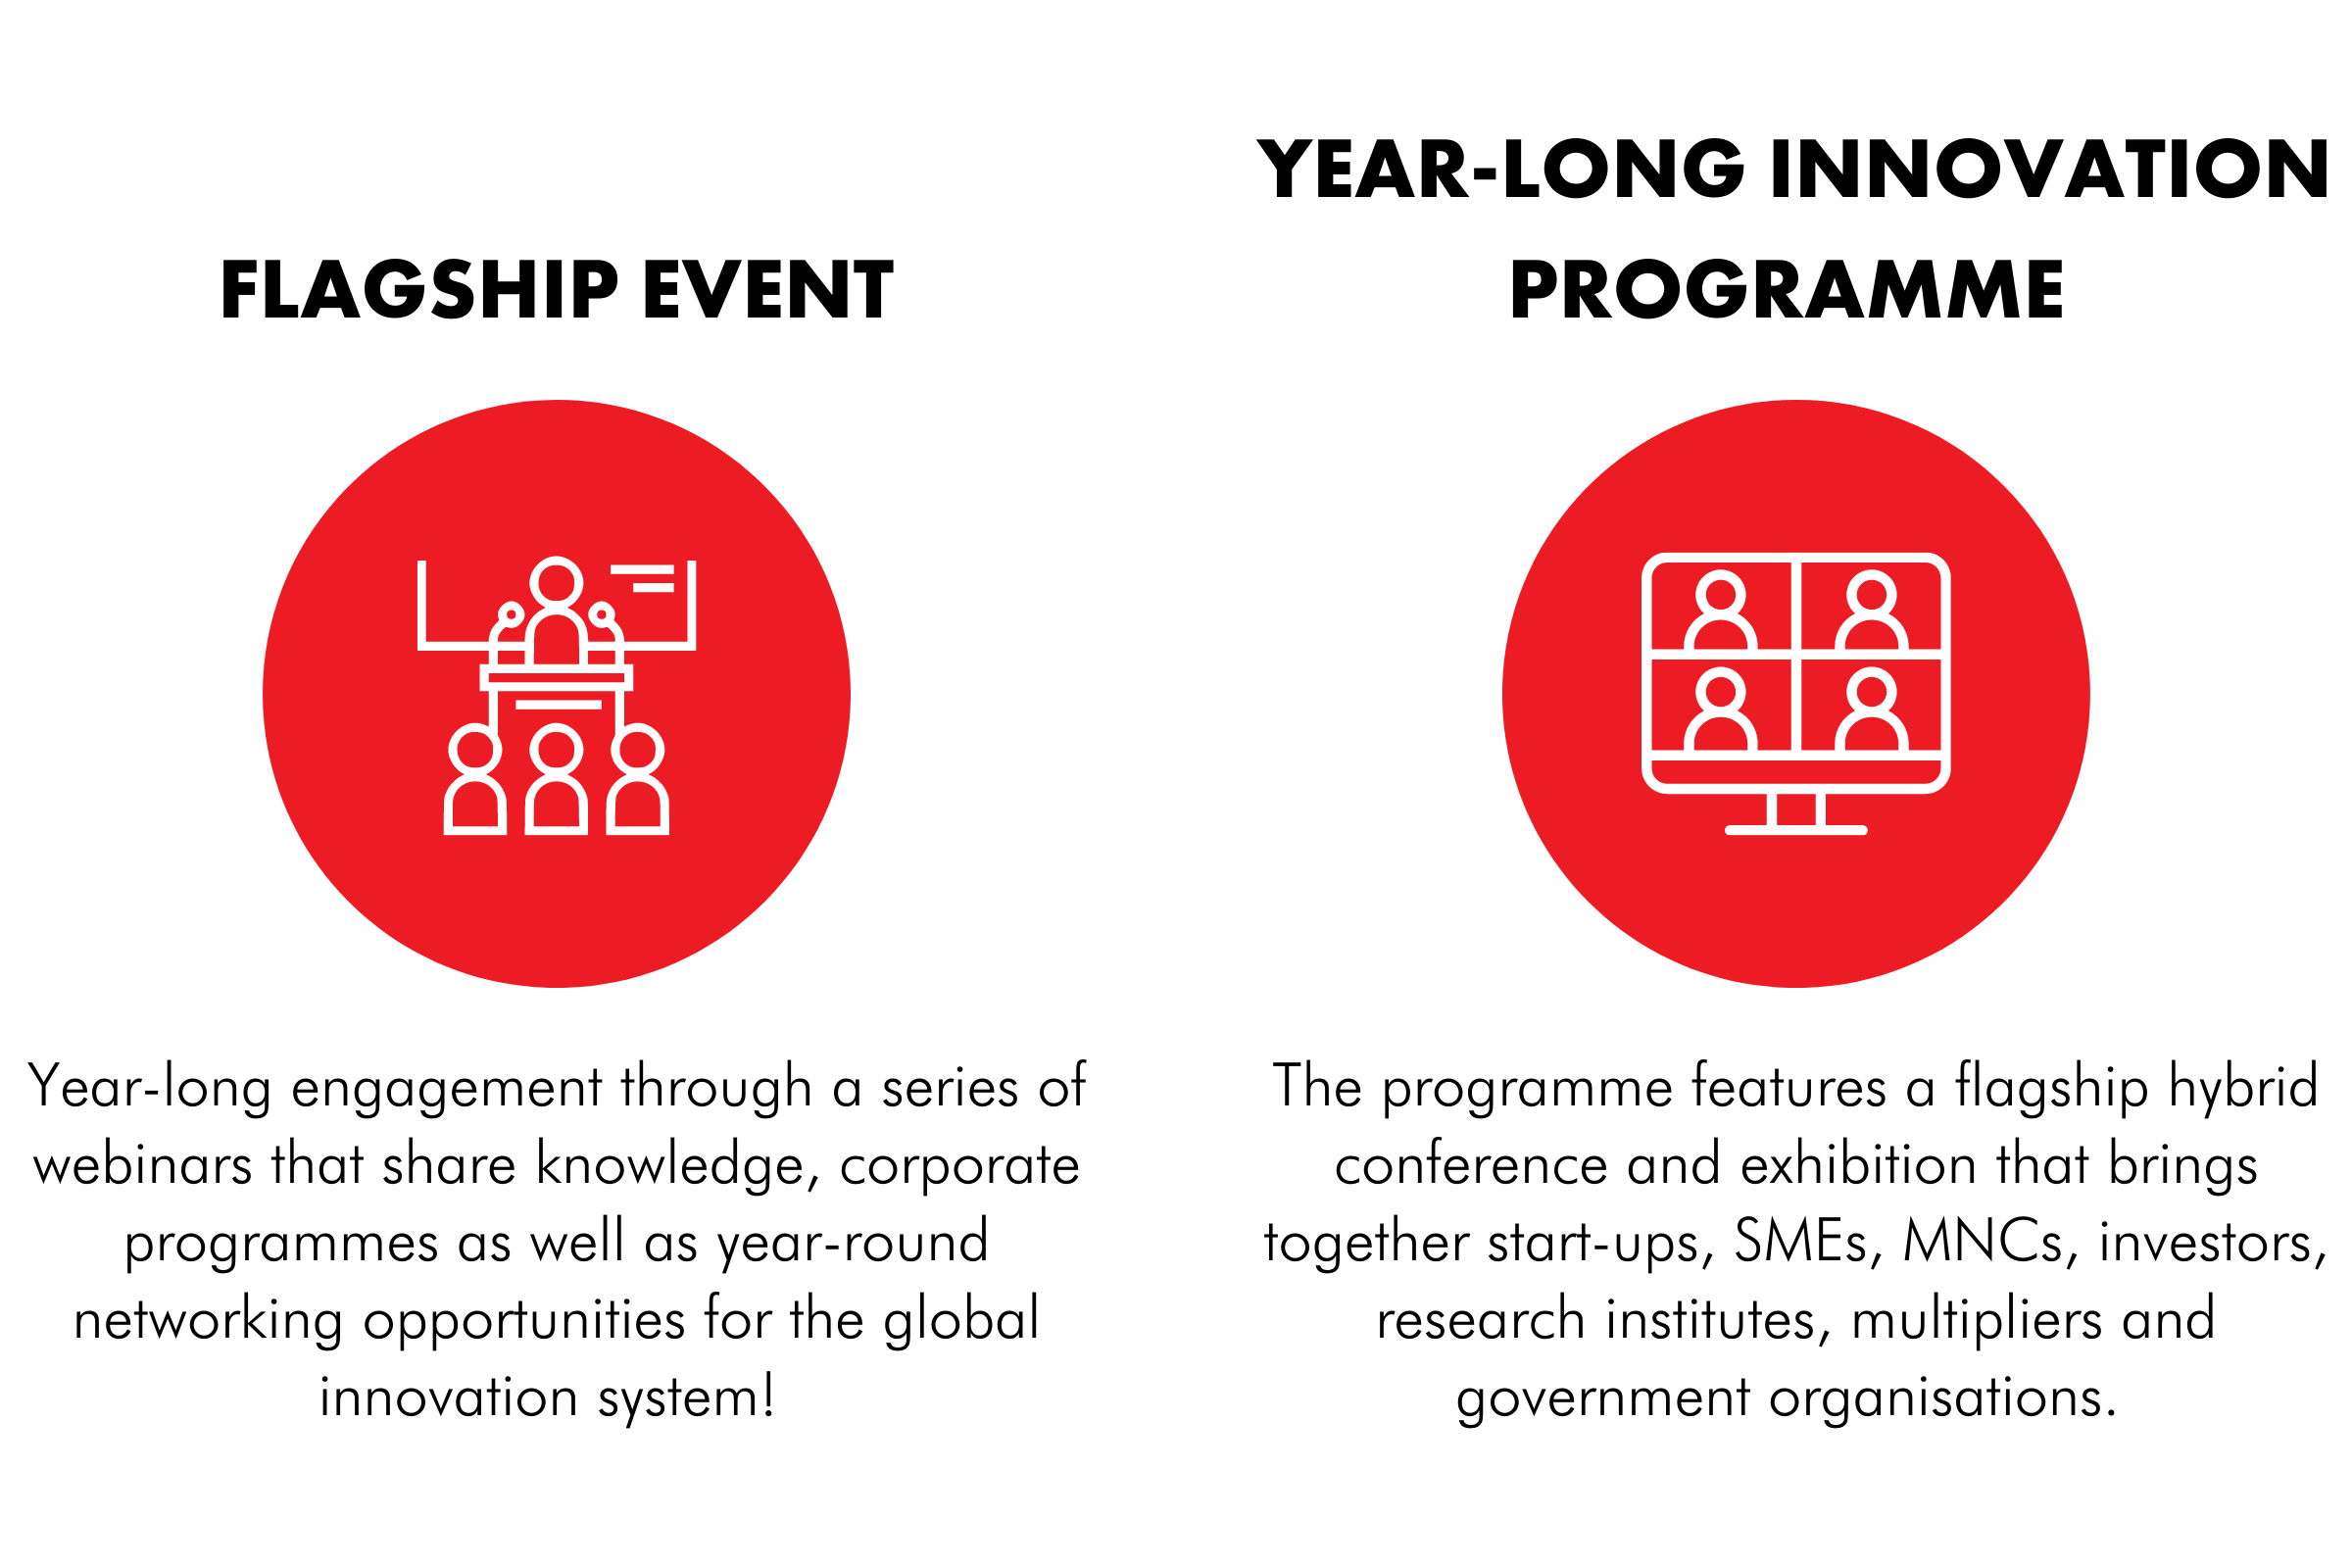 FLAGSHIP EVENT
Year-long engagement through a series of
webinars that share knowledge, corporate
programmes as well as year-round
networking opportunities for the global
innovation system!
YEAR-LONG INNOVATION
PROGRAMME
The programme features a flagship hybrid
conference and exhibition that brings
together start-ups, SMEs, MNCs, investors,
research institutes, multipliers and
government organisations.